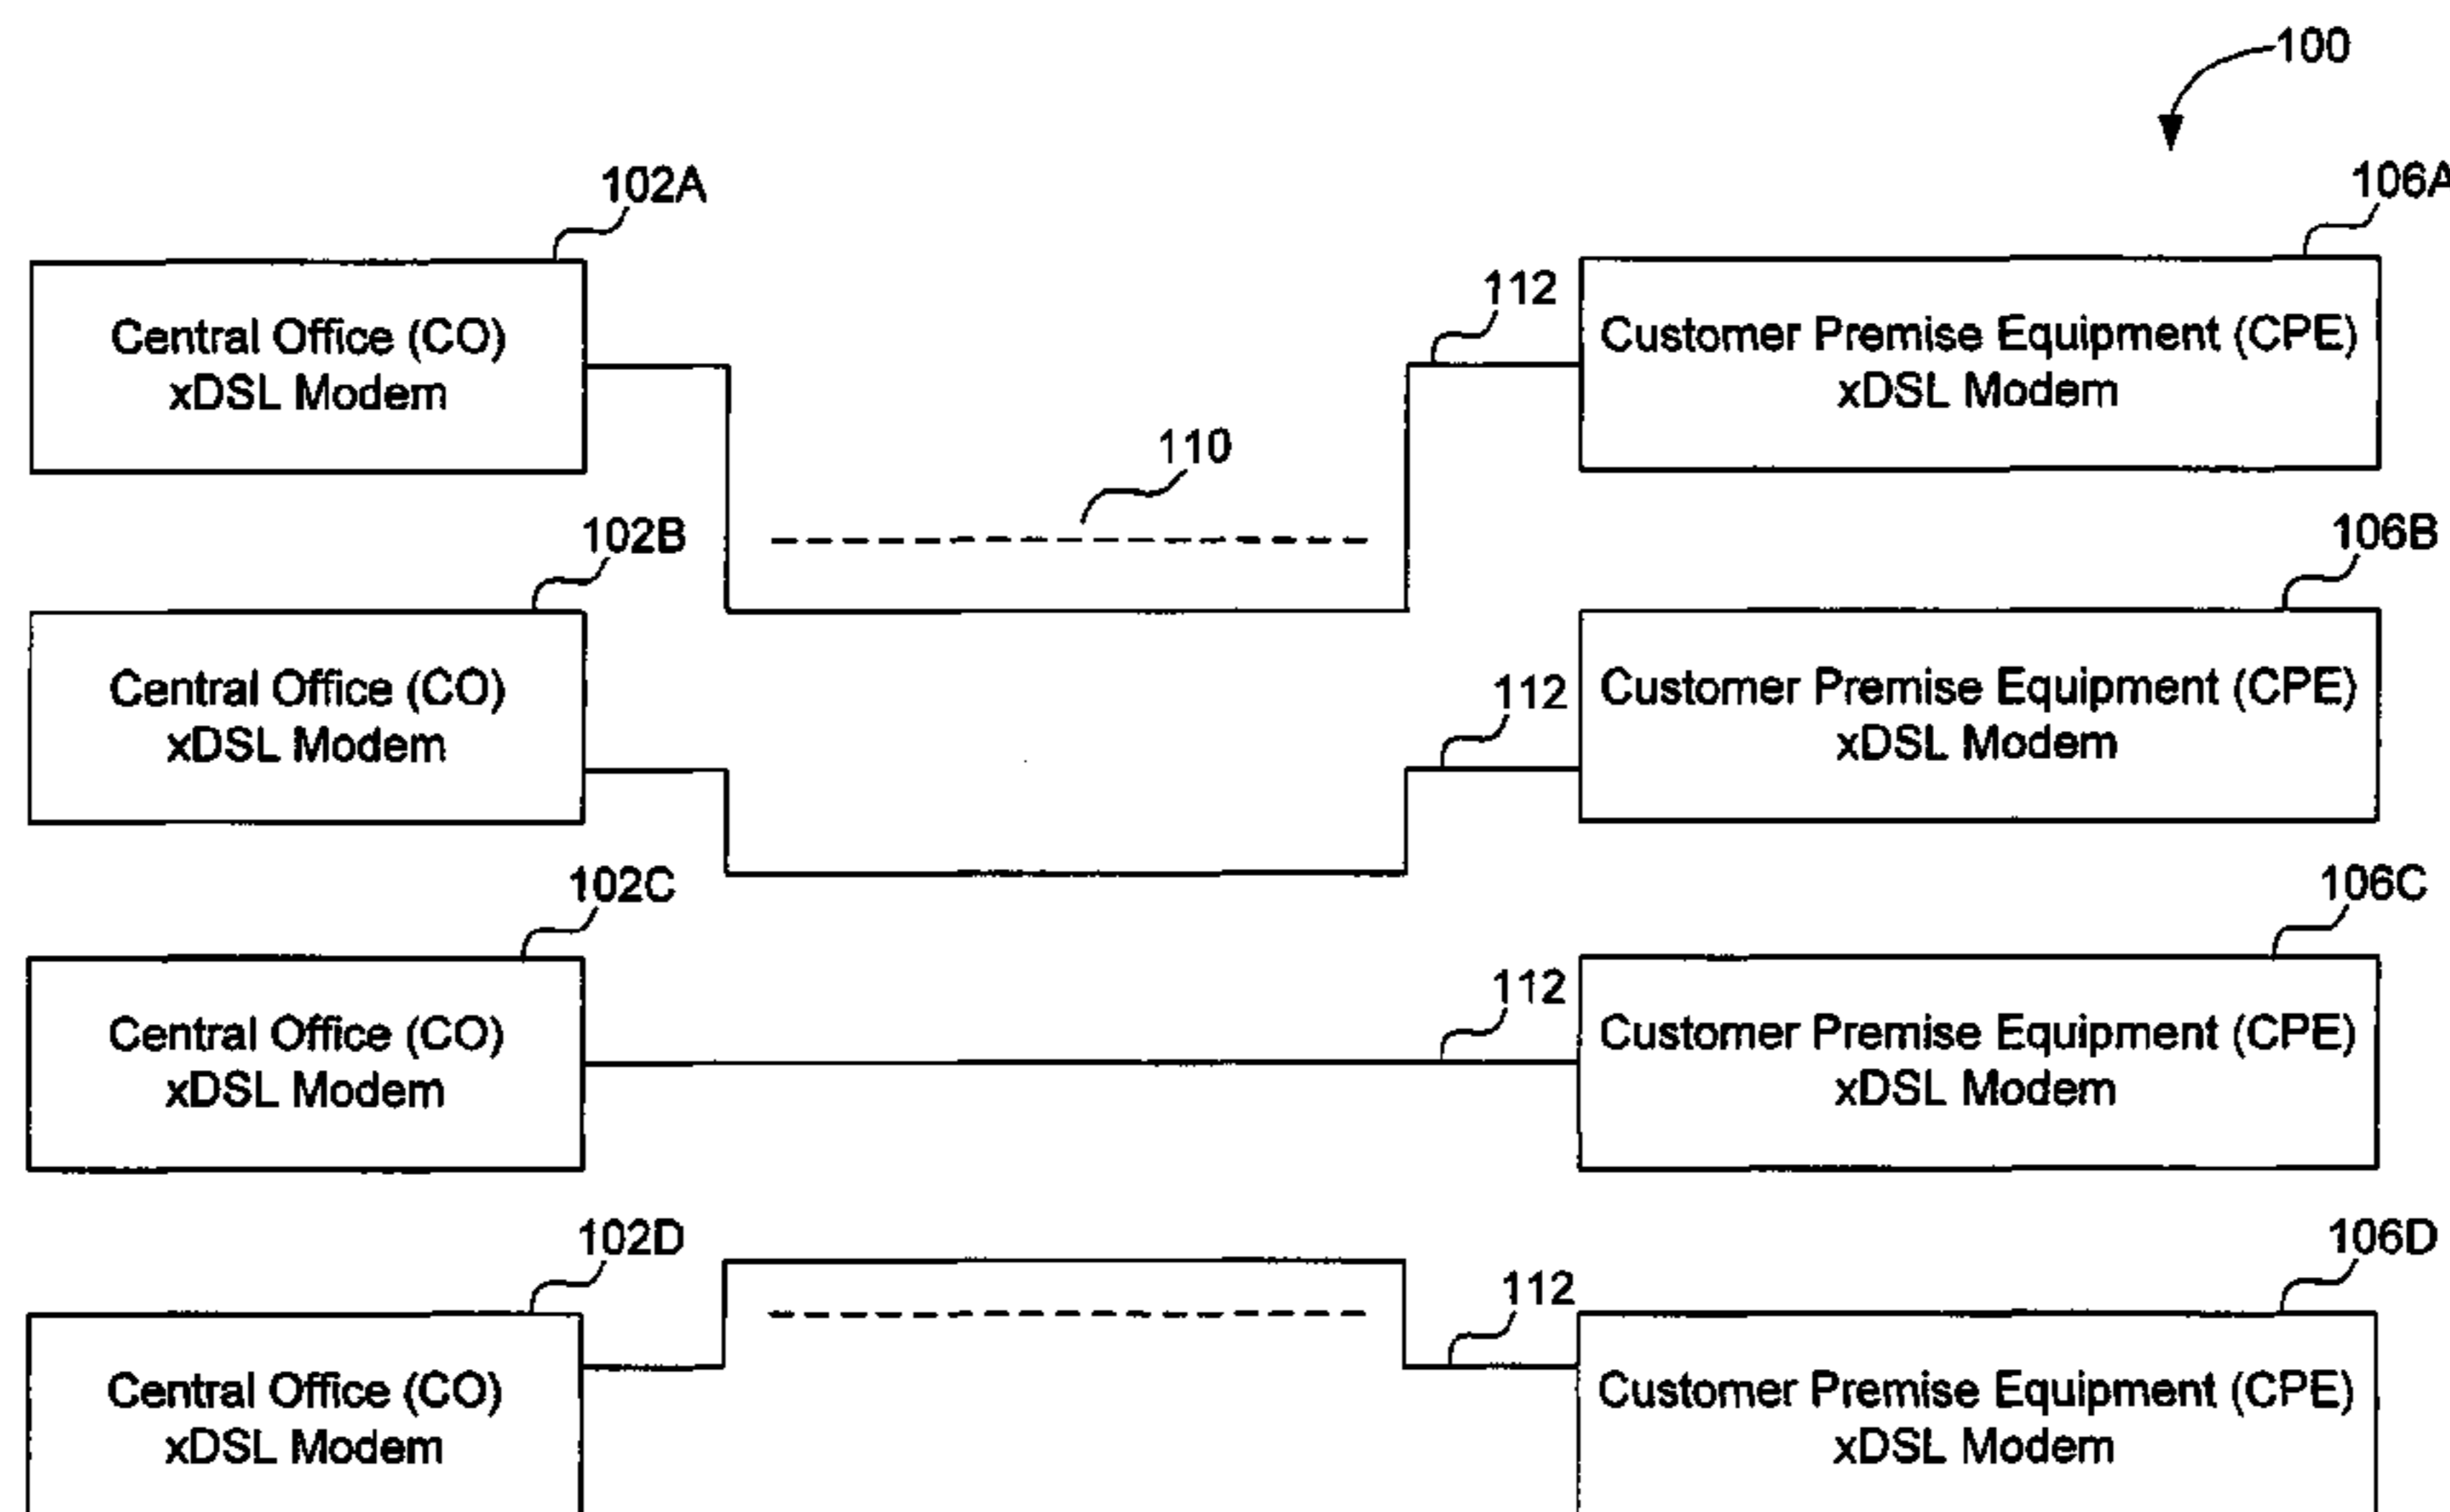 100
102A
106A
112
Central Office (CO)
xDSL Modem
Customer Premise Equipment (CPE)
xDSL Modem
110
102B
106B
Central Office (CO)
xDSL Modem
112
Customer Premise Equipment (CPE)
xDSL Modem
102C
106C
112
Central Office (CO)
xDSL Modem
Customer Premise Equipment (CPE)
xDSL Modem
102D
106D
112
Central Office (CO)
xDSL Modem
Customer Premise Equipment (CPE)
xDSL Modem